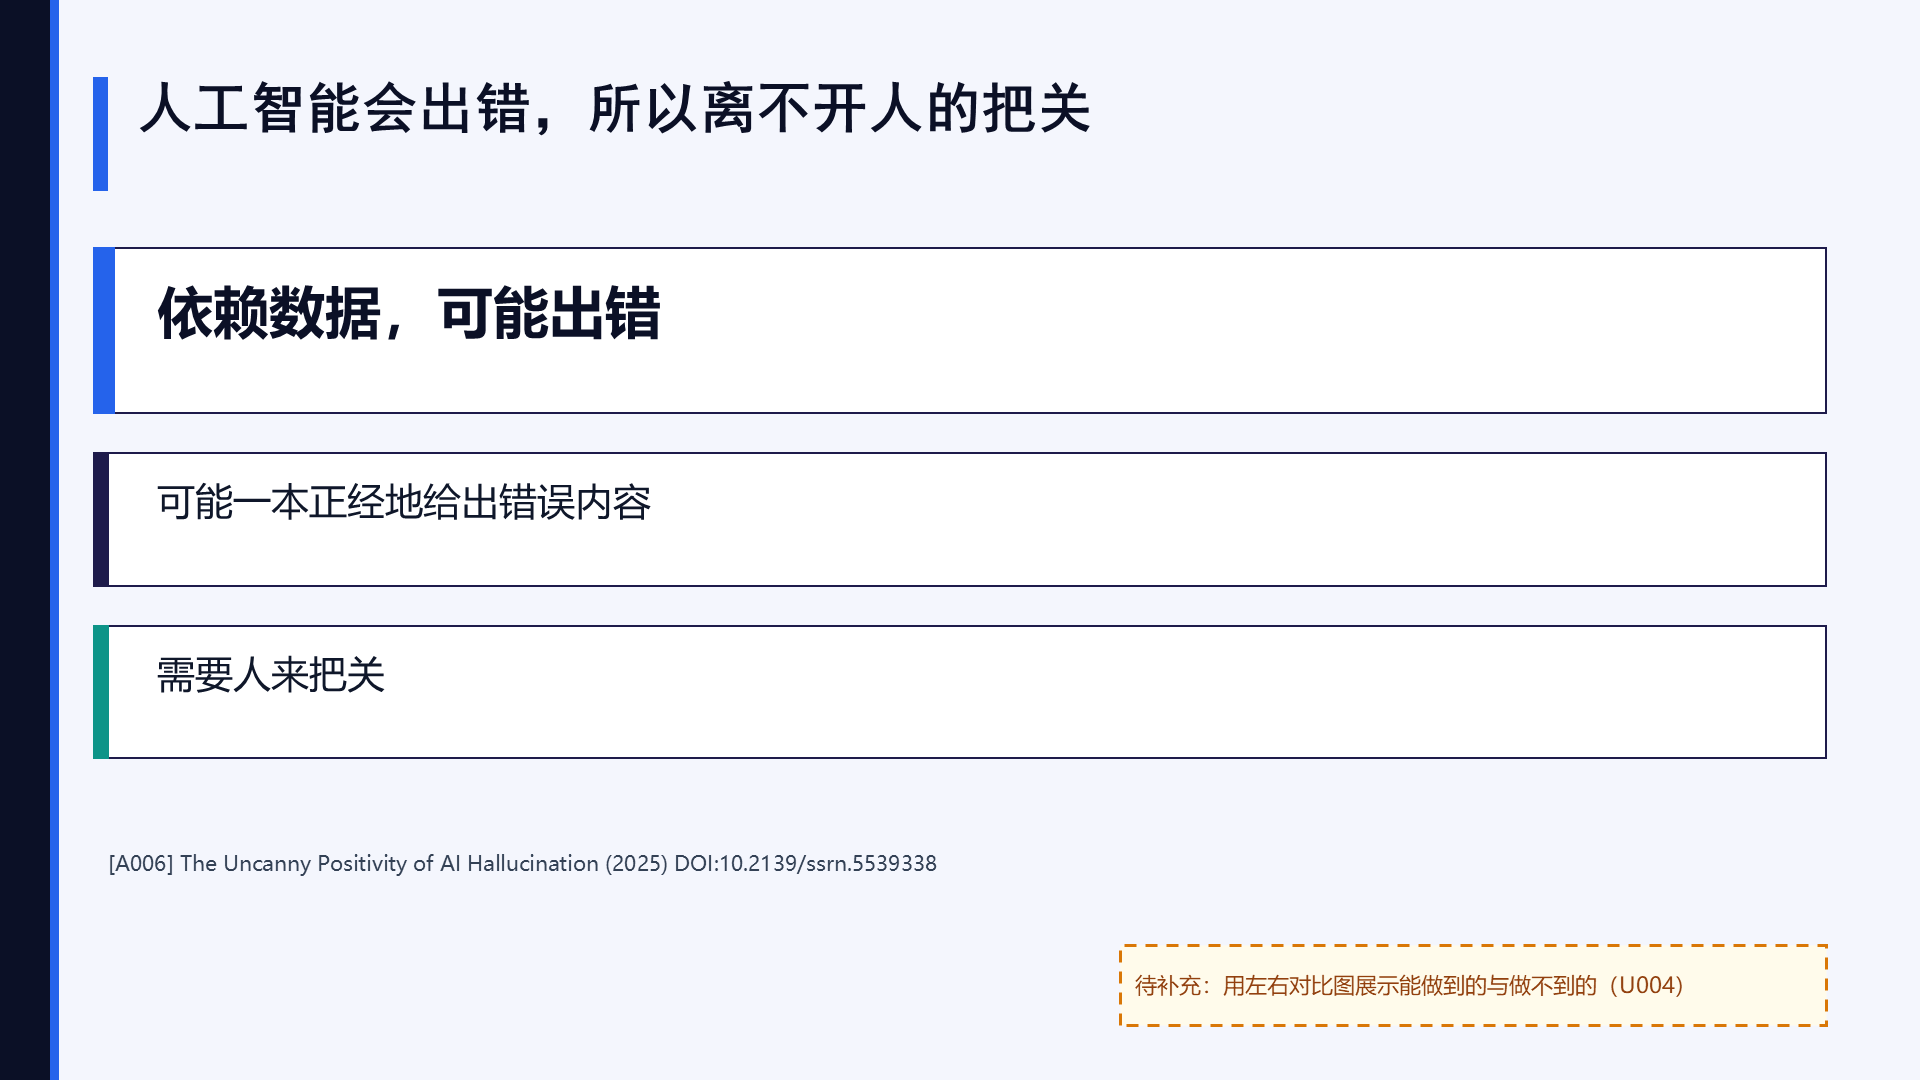 人工智能会出错，所以离不开人的把关
依赖数据，可能出错
可能一本正经地给出错误内容
需要人来把关
[A006] The Uncanny Positivity of AI Hallucination (2025) DOI:10.2139/ssrn.5539338
待补充：用左右对比图展示能做到的与做不到的（U004）